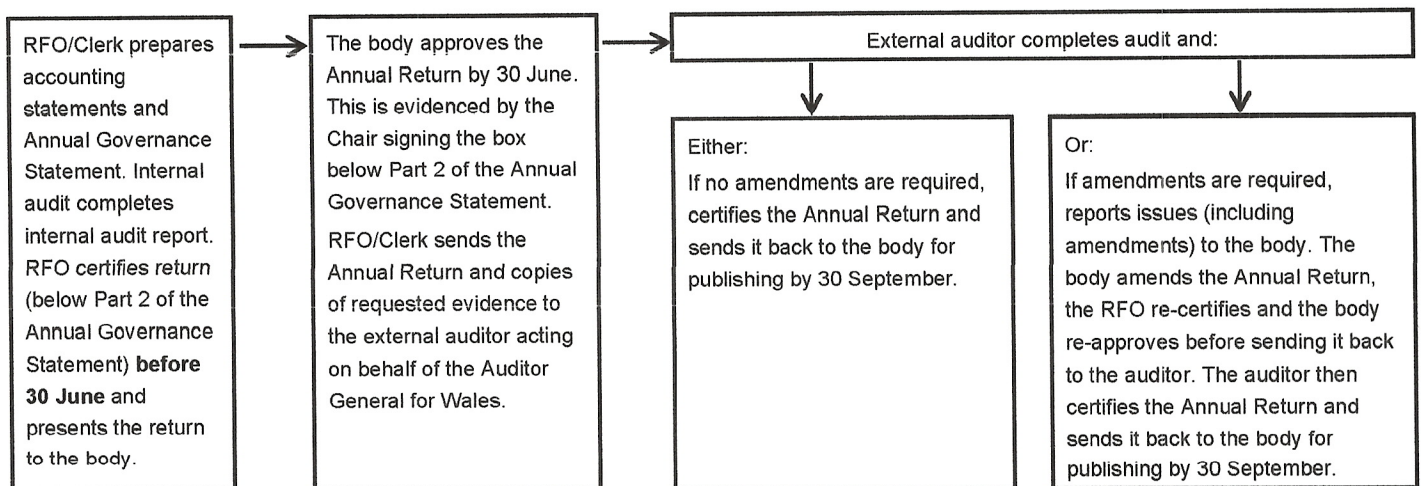 RFO/Clerk prepares
accounting
statements and
Annual Governance
Statement. Internal
audit completes
internal audit report.
RFO certifies return
(below Part 2 of the
Annual Governance
Statement) before
30 June and
presents the return
to the body.
The body approves the
Annual Return by 30 June.
This is evidenced by the
Chair signing the box
below Part 2 of the Annual
Governance Statement.
RFO/Clerk sends the
Annual Return and copies
of requested evidence to
the external auditor acting
on behalf of the Auditor
General for Wales.
External auditor completes audit and:
Either:
If no amendments are required,
certifies the Annual Return and
sends it back to the body for
publishing by 30 September.
Or:
If amendments are required,
reports issues (including
amendments) to the body. The
body amends the Annual Return,
the RFO re-certifies and the body
re-approves before sending it back
to the auditor. The auditor then
certifies the Annual Return and
sends it back to the body for
publishing by 30 September.